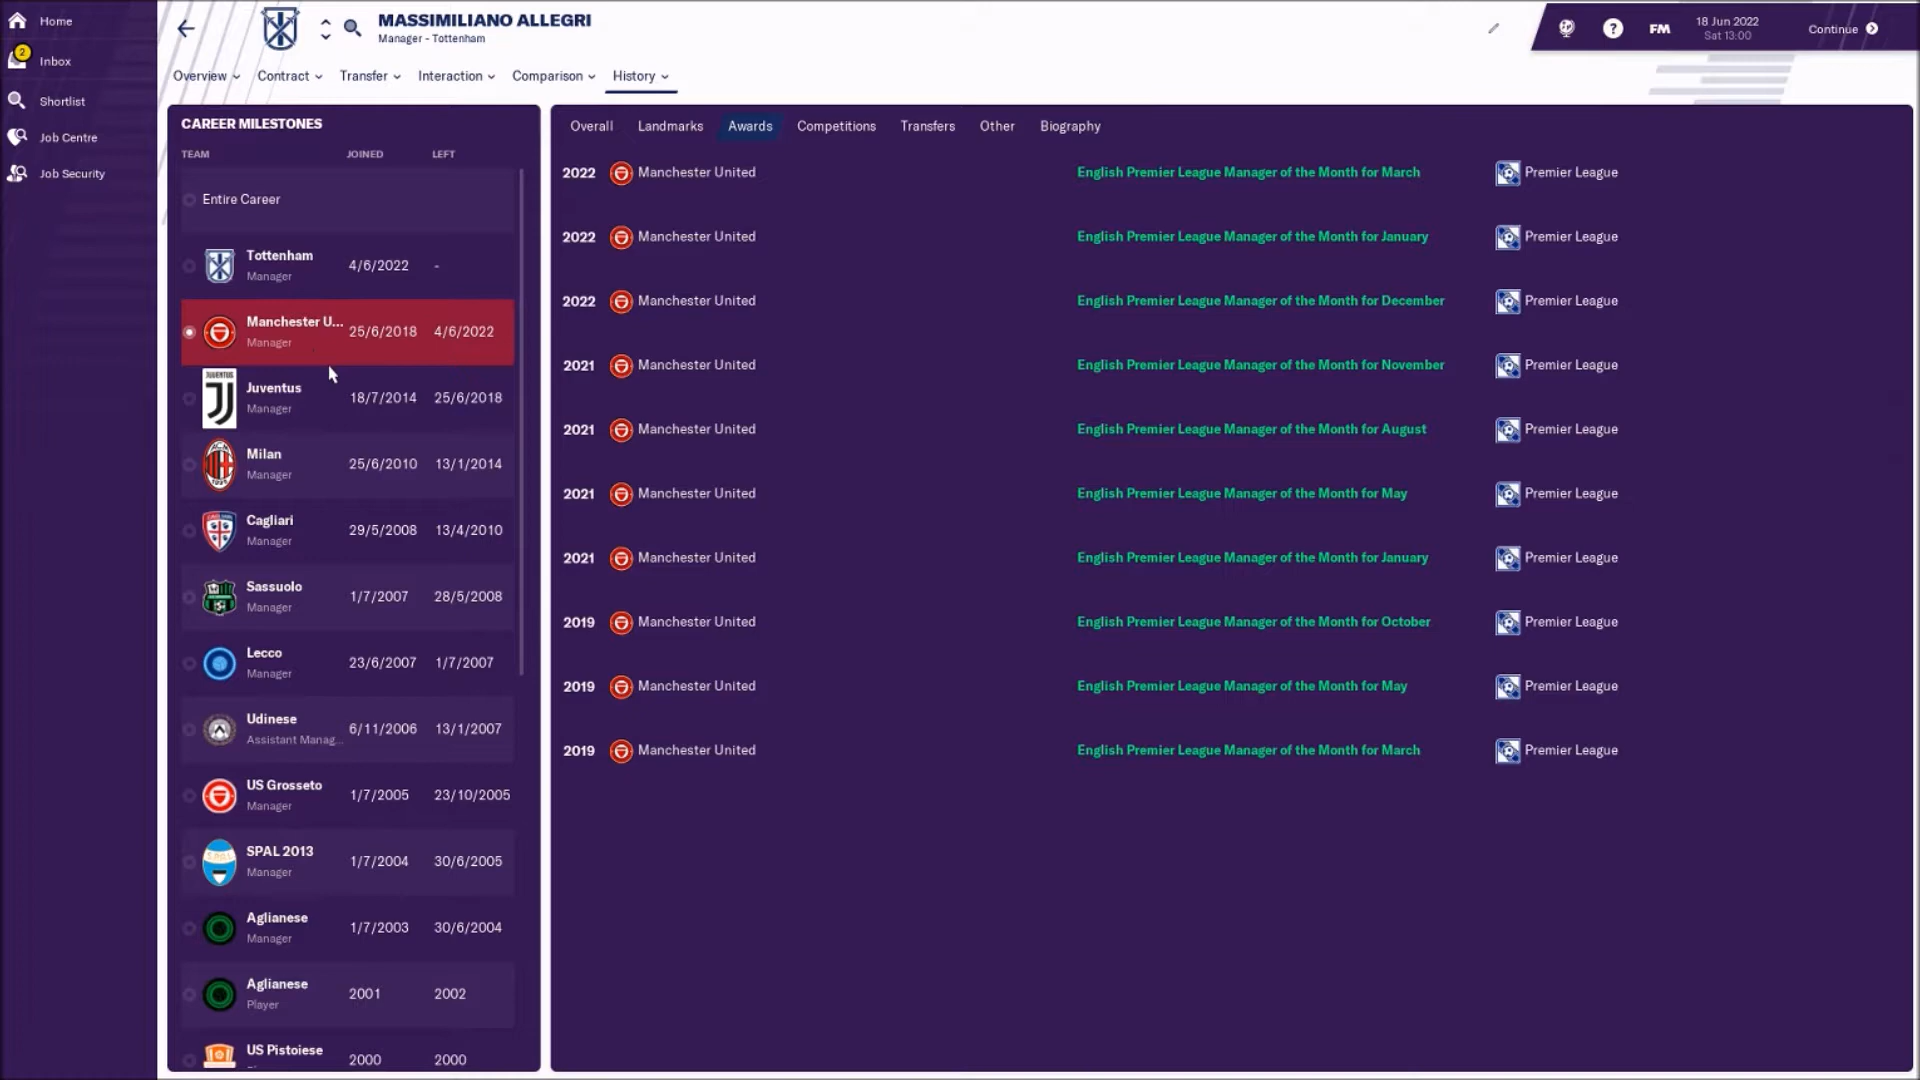 Home
2
Inbox
Shortlist
Job Centre
Job Security
MASSIMILIANO ALLEGRI
Manager - Tottenham
FM
18 Jun 2022
Sat 13:00
Continue
Overview
Contract
Transfer
Interaction
Comparison
History
CAREER MILESTONES
TEAM JOINED LEFT
Entire Career
Tottenham
Manager
4/6/2022 -
Manchester U...
Manager
25/6/2018 4/6/2022
JUVENTUS
Juventus
Manager
18/7/2014 25/6/2018
Milan
Manager
25/6/2010 13/1/2014
Cagliari
Manager
29/5/2008 13/4/2010
Sassuolo
Manager
1/7/2007 28/5/2008
Lecco
Manager
23/6/2007 1/7/2007
Udinese
Assistant Manag...
6/11/2006 13/1/2007
US Grosseto
Manager
1/7/2005 23/10/2005
SPAL 2013
Manager
1/7/2004 30/6/2005
Aglianese
Manager
1/7/2003 30/6/2004
Aglianese
Player
2001 2002
US Pistoiese
2000 2000
Overall Landmarks Awards Competitions Transfers Other Biography
2022 Manchester United English Premier League Manager of the Month for March Premier League
2022 Manchester United English Premier League Manager of the Month for January Premier League
2022 Manchester United English Premier League Manager of the Month for December Premier League
2021 Manchester United English Premier League Manager of the Month for November Premier League
2021 Manchester United English Premier League Manager of the Month for August Premier League
2021 Manchester United English Premier League Manager of the Month for May Premier League
2021 Manchester United English Premier League Manager of the Month for January Premier League
2019 Manchester United English Premier League Manager of the Month for October Premier League
2019 Manchester United English Premier League Manager of the Month for May Premier League
2019 Manchester United English Premier League Manager of the Month for March Premier League